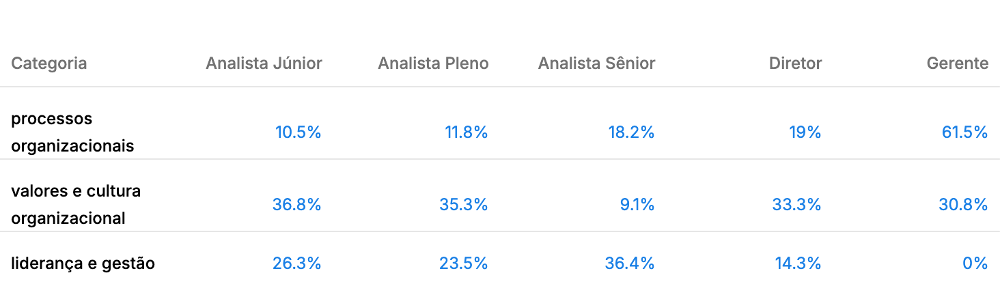 Categoria Analista Júnior Analista Pleno Analista Sênior Diretor Gerente
processos
organizacionais 10.5% 11.8% 18.2% 19% 61.5%
valores e cultura
organizacional 36.8% 35.3% 9.1% 33.3% 30.8%
liderança e gestão 26.3% 23.5% 36.4% 14.3% 0%